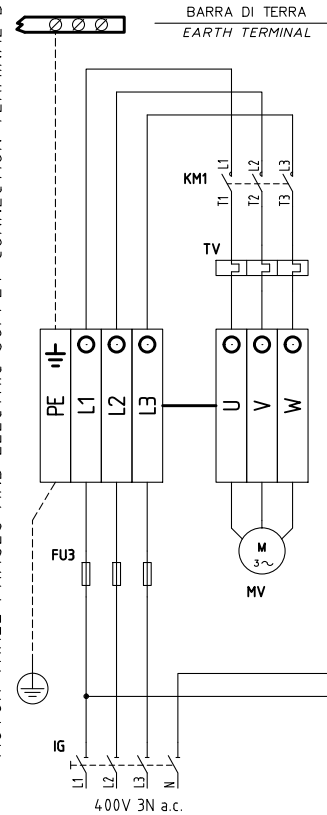 BARRA DI TERRA
EARTH TERMINAL
L1 L2 L3
KM1
T1 T2 T3
TV
PE L1 L2 L3 U V W
FU3
M
3~
MV
IG
L1 L2 L3 N
400V 3N a.c.